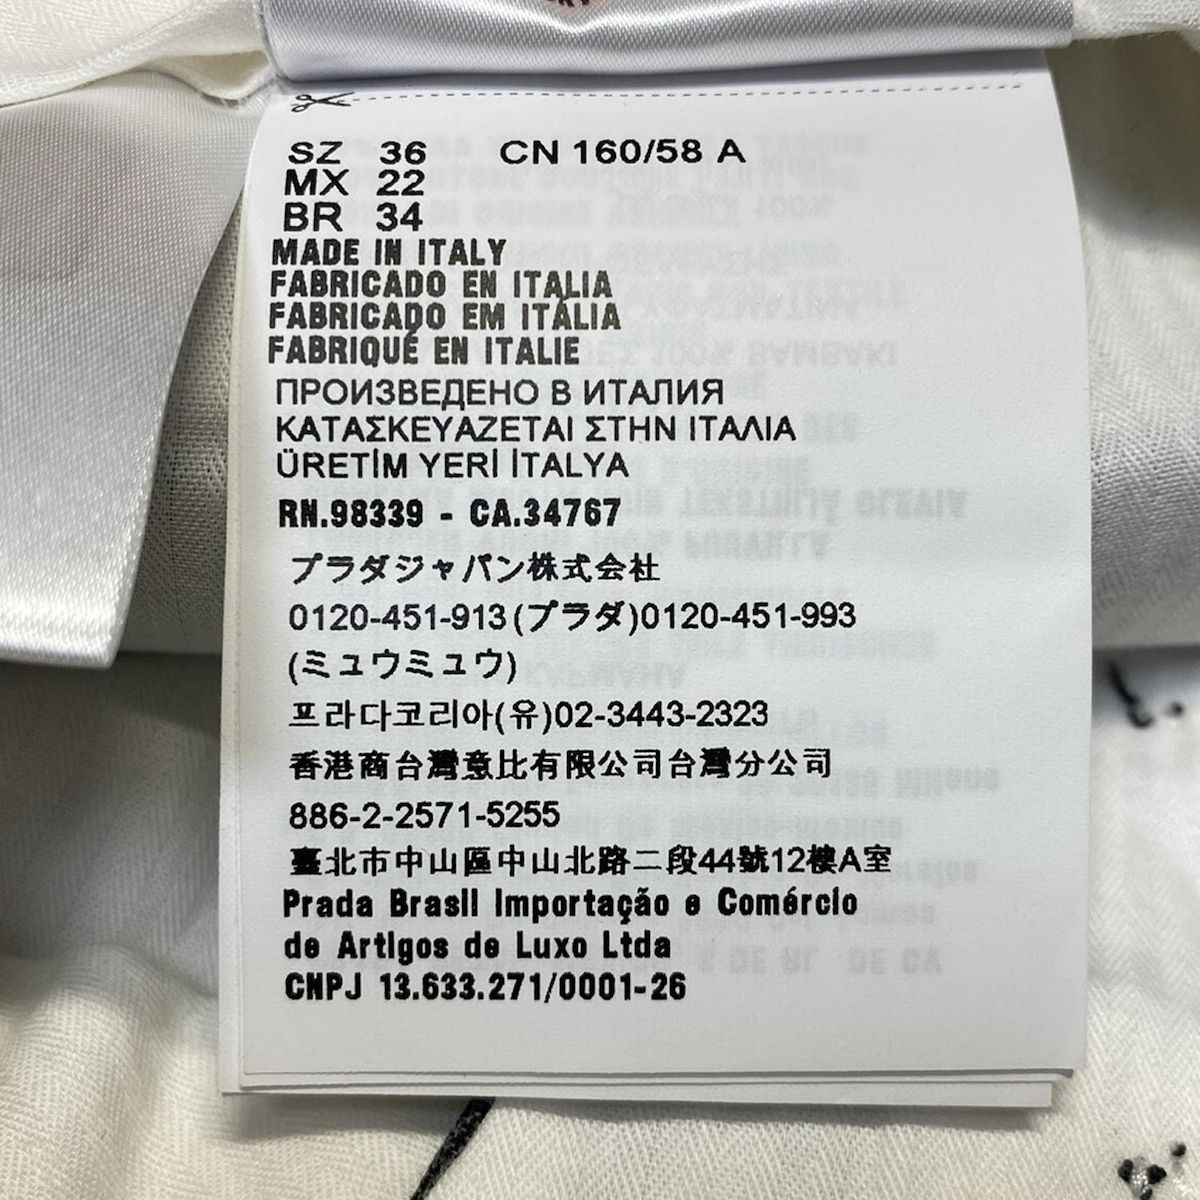 SZ 36 CN 160/58 A
MX 22
BR 34
MADE IN ITALY
FABRICADO EN ITALIA
FABRICADO EM ITÁLIA
FABRIQUÉ EN ITALIE
ПРОИЗВЕДЕНО В ИТАЛИЯ
ΚΑΤΑΣΚΕΥΑΖΕΤΑΙ ΣΤΗΝ ΙΤΑΛΙΑ
ÜRETİM YERİ İTALYA
RN.98339 - CA.34767
プラダジャパン株式会社
0120-451-913(プラダ)0120-451-993
(ミュウミュウ)
프라다코리아(유)02-3443-2323
香港商台灣意比有限公司台灣分公司
886-2-2571-5255
臺北市中山區中山北路二段44號12樓A室
Prada Brasil Importação e Comércio
de Artigos de Luxo Ltda
CNPJ 13.633.271/0001-26